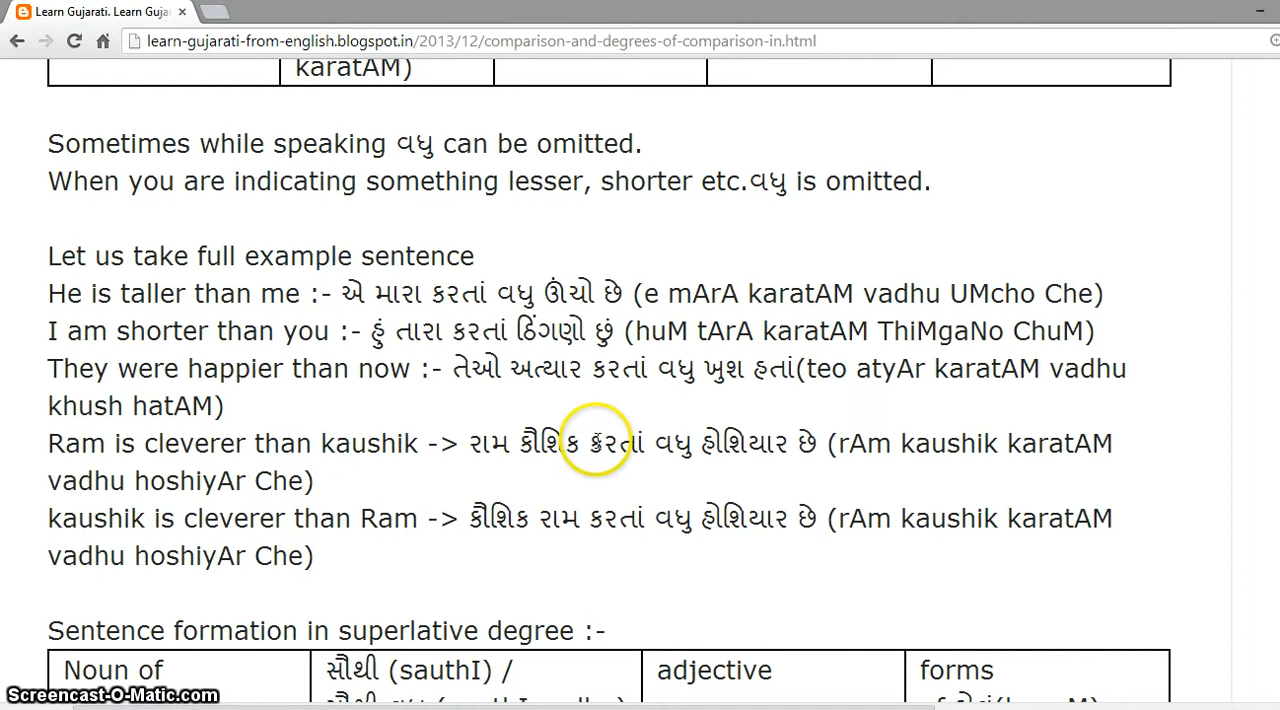 Learn Gujarati. Learn Guja
learn-gujarati-from-english.blogspot.in/2013/12/comparison-and-degrees-of-comparison-in.html
karatAM)
Sometimes while speaking વધુ can be omitted.
When you are indicating something lesser, shorter etc.વધુ is omitted.
Let us take full example sentence
He is taller than me :- એ મારા કરતાં વધુ ઊંચો છે (e mArA karatAM vadhu UMcho Che)
I am shorter than you :- હું તારા કરતાં ઠિંગણો છું (huM tArA karatAM ThiMgaNo ChuM)
They were happier than now :- તેઓ અત્યાર કરતાં વધુ ખુશ હતાં(teo atyAr karatAM vadhu
khush hatAM)
Ram is cleverer than kaushik -> રામ કૌશિક કરતાં વધુ હોશિયાર છે (rAm kaushik karatAM
vadhu hoshiyAr Che)
kaushik is cleverer than Ram -> કૌશિક રામ કરતાં વધુ હોશિયાર છે (rAm kaushik karatAM
vadhu hoshiyAr Che)
Sentence formation in superlative degree :-
Noun of સૌથી (sauthI) / adjective forms
Screencast-O-Matic.com